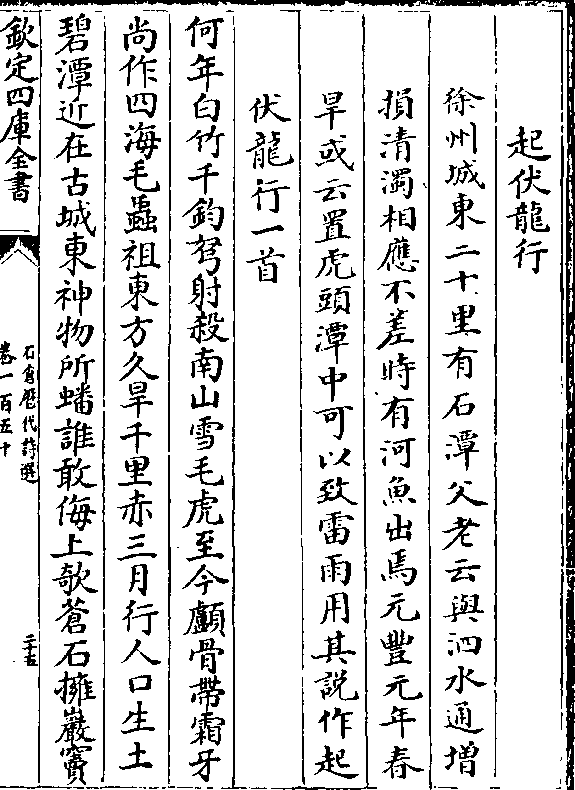 起伏龍行
徐州城東二十里有石潭父老云與泗水通増
損清濁相應不差時有河魚出焉元豐元年春
旱或云置虎頭潭中可以致雷雨用其説作起
伏龍行一首
何年白竹千鈞弩射殺南山雪毛虎至今顱骨帶霜牙
尚作四海毛蟲祖東方久旱千里赤三月行人口生土
碧潭近在古城東神物所蟠誰敢侮上欹蒼石擁巖竇
欽定四庫全書
石倉歴代詩選
卷一百五十
二十五